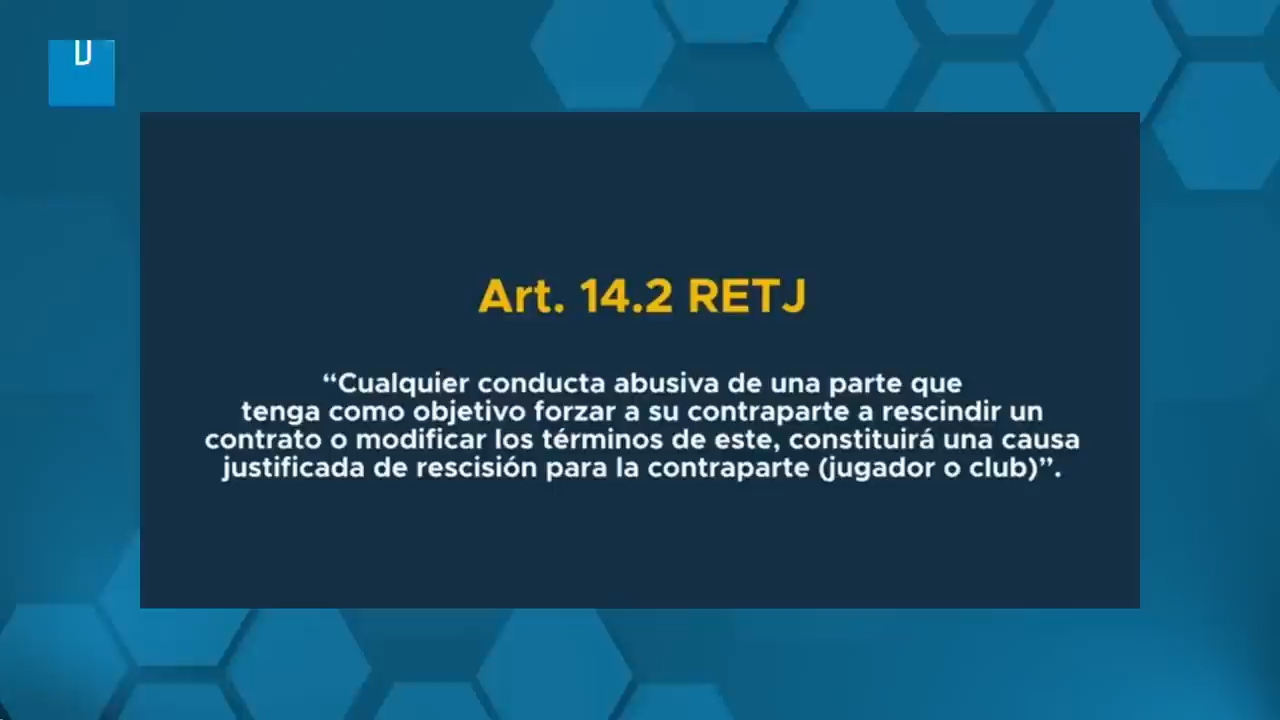 Art. 14.2 RETJ
“Cualquier conducta abusiva de una parte que
tenga como objetivo forzar a su contraparte a rescindir un
contrato o modificar los términos de este, constituirá una causa
justificada de rescisión para la contraparte (jugador o club)”.